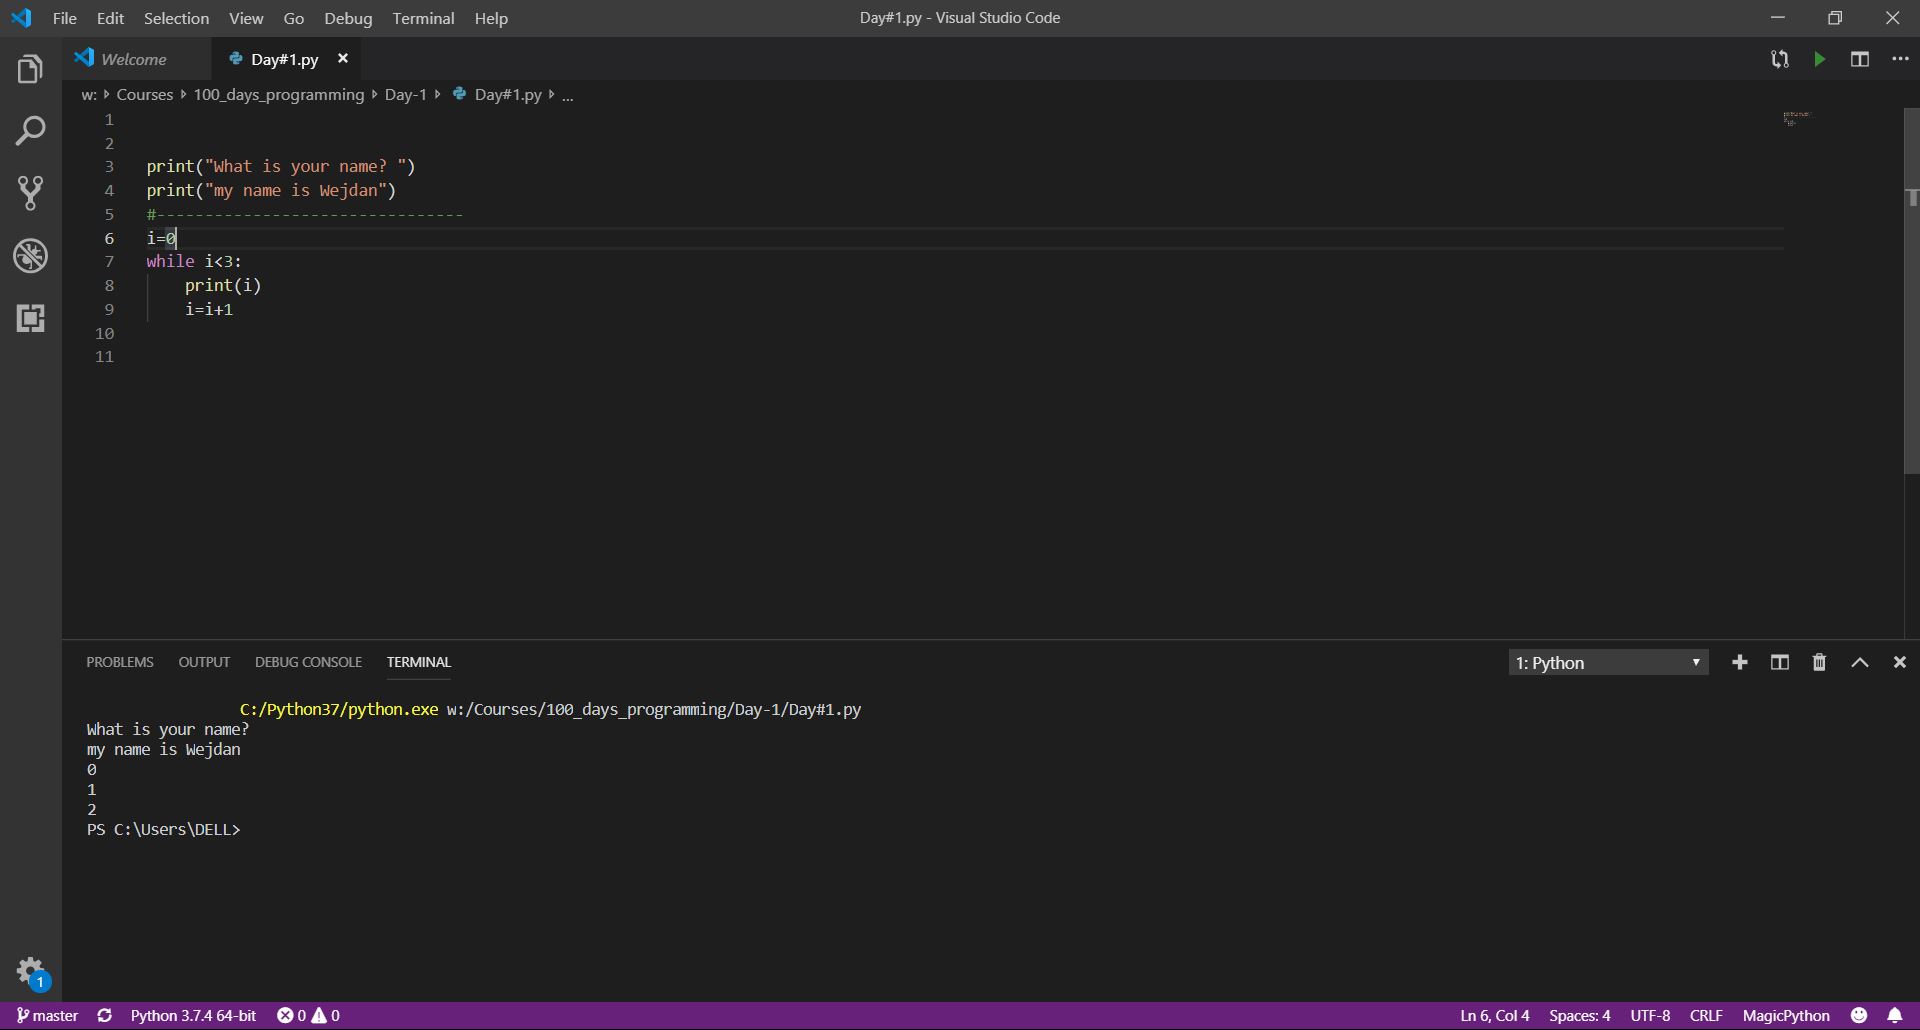 File Edit Selection View Go Debug Terminal Help
Day#1.py - Visual Studio Code
Welcome
Day#1.py
w: Courses 100_days_programming Day-1 Day#1.py ...
1
2
3 print("What is your name? ")
4 print("my name is Wejdan")
5 #--------------------------------
6 i=0
7 while i<3:
8 print(i)
9 i=i+1
10
11
PROBLEMS OUTPUT DEBUG CONSOLE TERMINAL
1: Python
C:/Python37/python.exe w:/Courses/100_days_programming/Day-1/Day#1.py
What is your name?
my name is Wejdan
0
1
2
PS C:\Users\DELL>
1
master Python 3.7.4 64-bit 0 0
Ln 6, Col 4 Spaces: 4 UTF-8 CRLF MagicPython